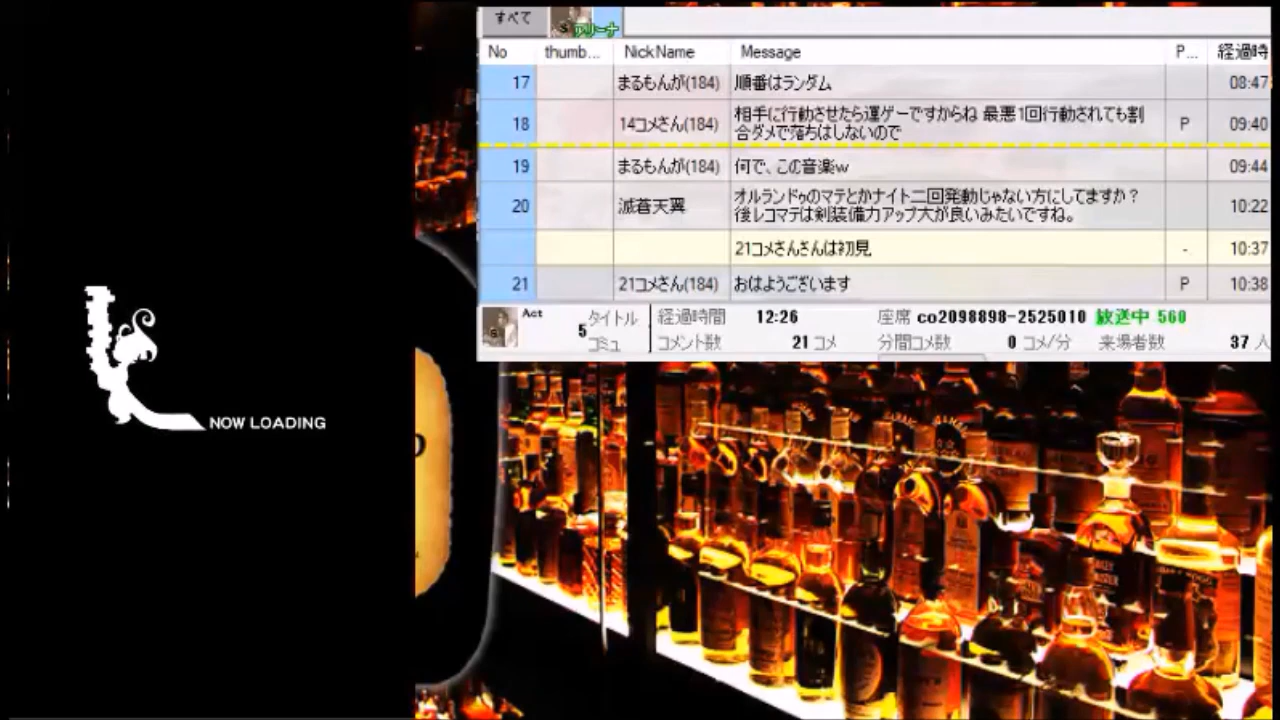 すべて
アリーナ
No thumb... NickName Message P... 経過時
17 まるもんが(184) 順番はランダム 08:47
18 14コメさん(184) 相手に行動させたら運ゲーですからね 最悪1回行動されても割 P 09:40
合ダメで落ちはしないので
19 まるもんが(184) 何で、この音楽w 09:44
20 滅蒼天翼 オルランドゥのマテとかナイト二回発動じゃない方にしてますか? 10:22
後レコマテは剣装備力アップ大が良いみたいですね。
21コメさんさんは初見 - 10:37
21 21コメさん(184) おはようございます P 10:38
Act 5 タイトル 経過時間 12:26 座席 co2098898-2525010 放送中 560
コミュ コメント数 21 コメ 分間コメ数 0 コメ/分 来場者数 37 人
NOW LOADING